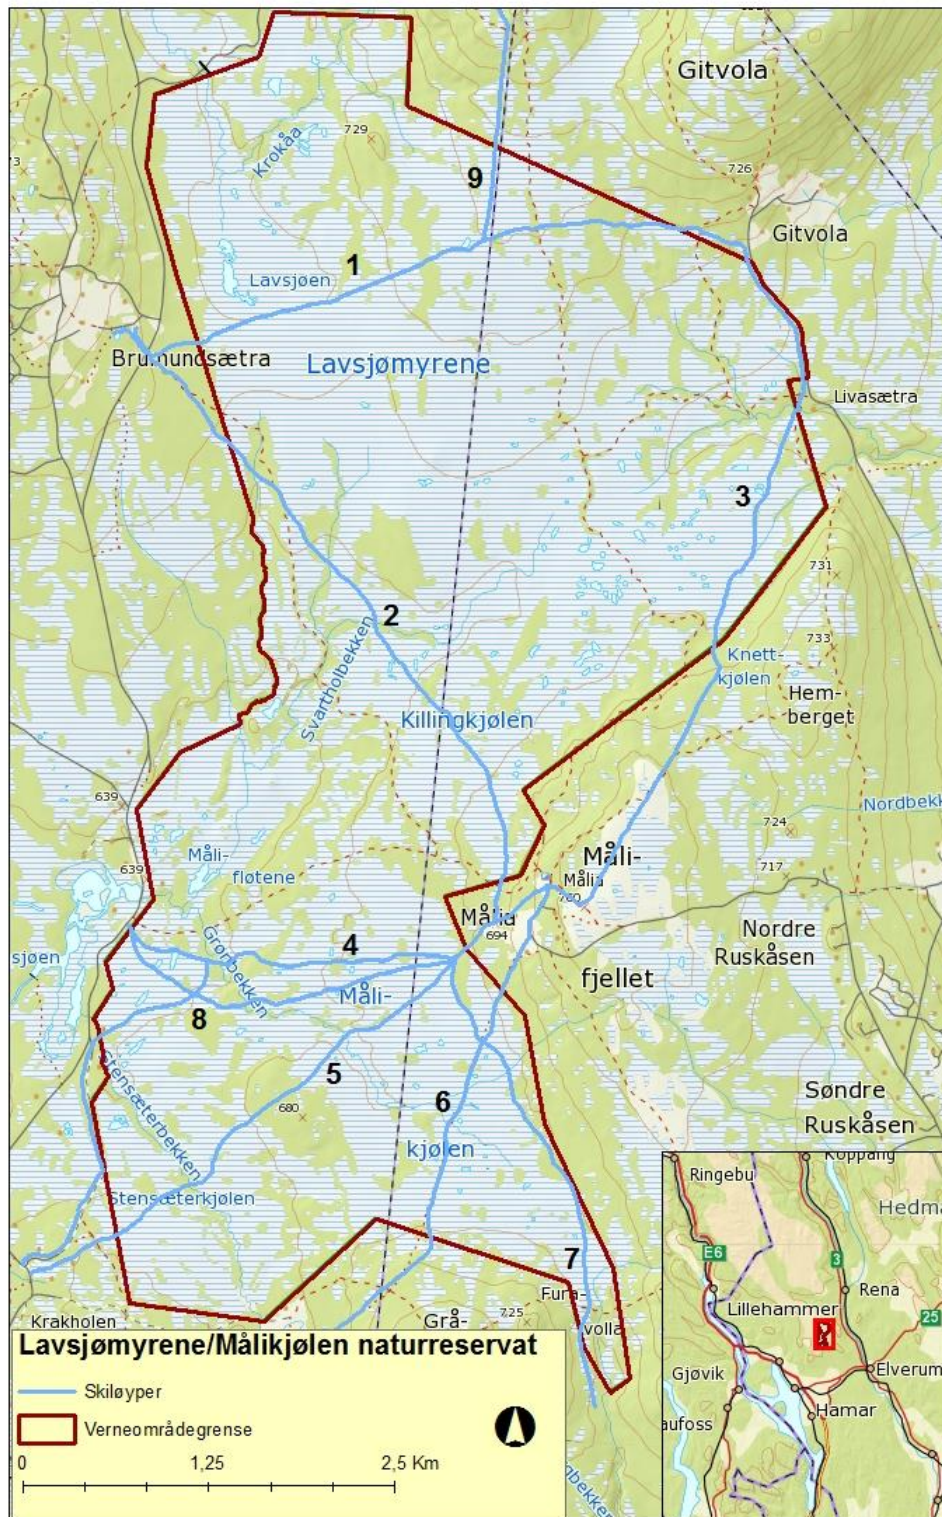 Gitvola
729
726
Krokåa
9
Gitvola
1
Lavsjøen
Brumundsætra
Lavsjømyrene
Livasætra
3
731
2
733
Svartholbekken
Knett-
kjølen
Killingkjølen
Hem-
berget
639
Nordbekk
724
Måli-
fløtene
639
Måli-
717
Målia
760
Målia
694
Nordre
Ruskåsen
sjøen
4
Grønbekken
fjellet
Måli-
8
5
Stensæterbekken
6
680
Søndre
Ruskåsen
kjølen
Stensæterkjølen
7
Fura-
volla
Krakholen
Grå-
725
Lavsjømyrene/Målikjølen naturreservat
Skiløyper
Verneområdegrense
0
1,25
2,5 Km
Koppang
Ringebu
Hedma
E6
3
Rena
Lillehammer
25
Elverum
Gjøvik
Hamar
aufoss